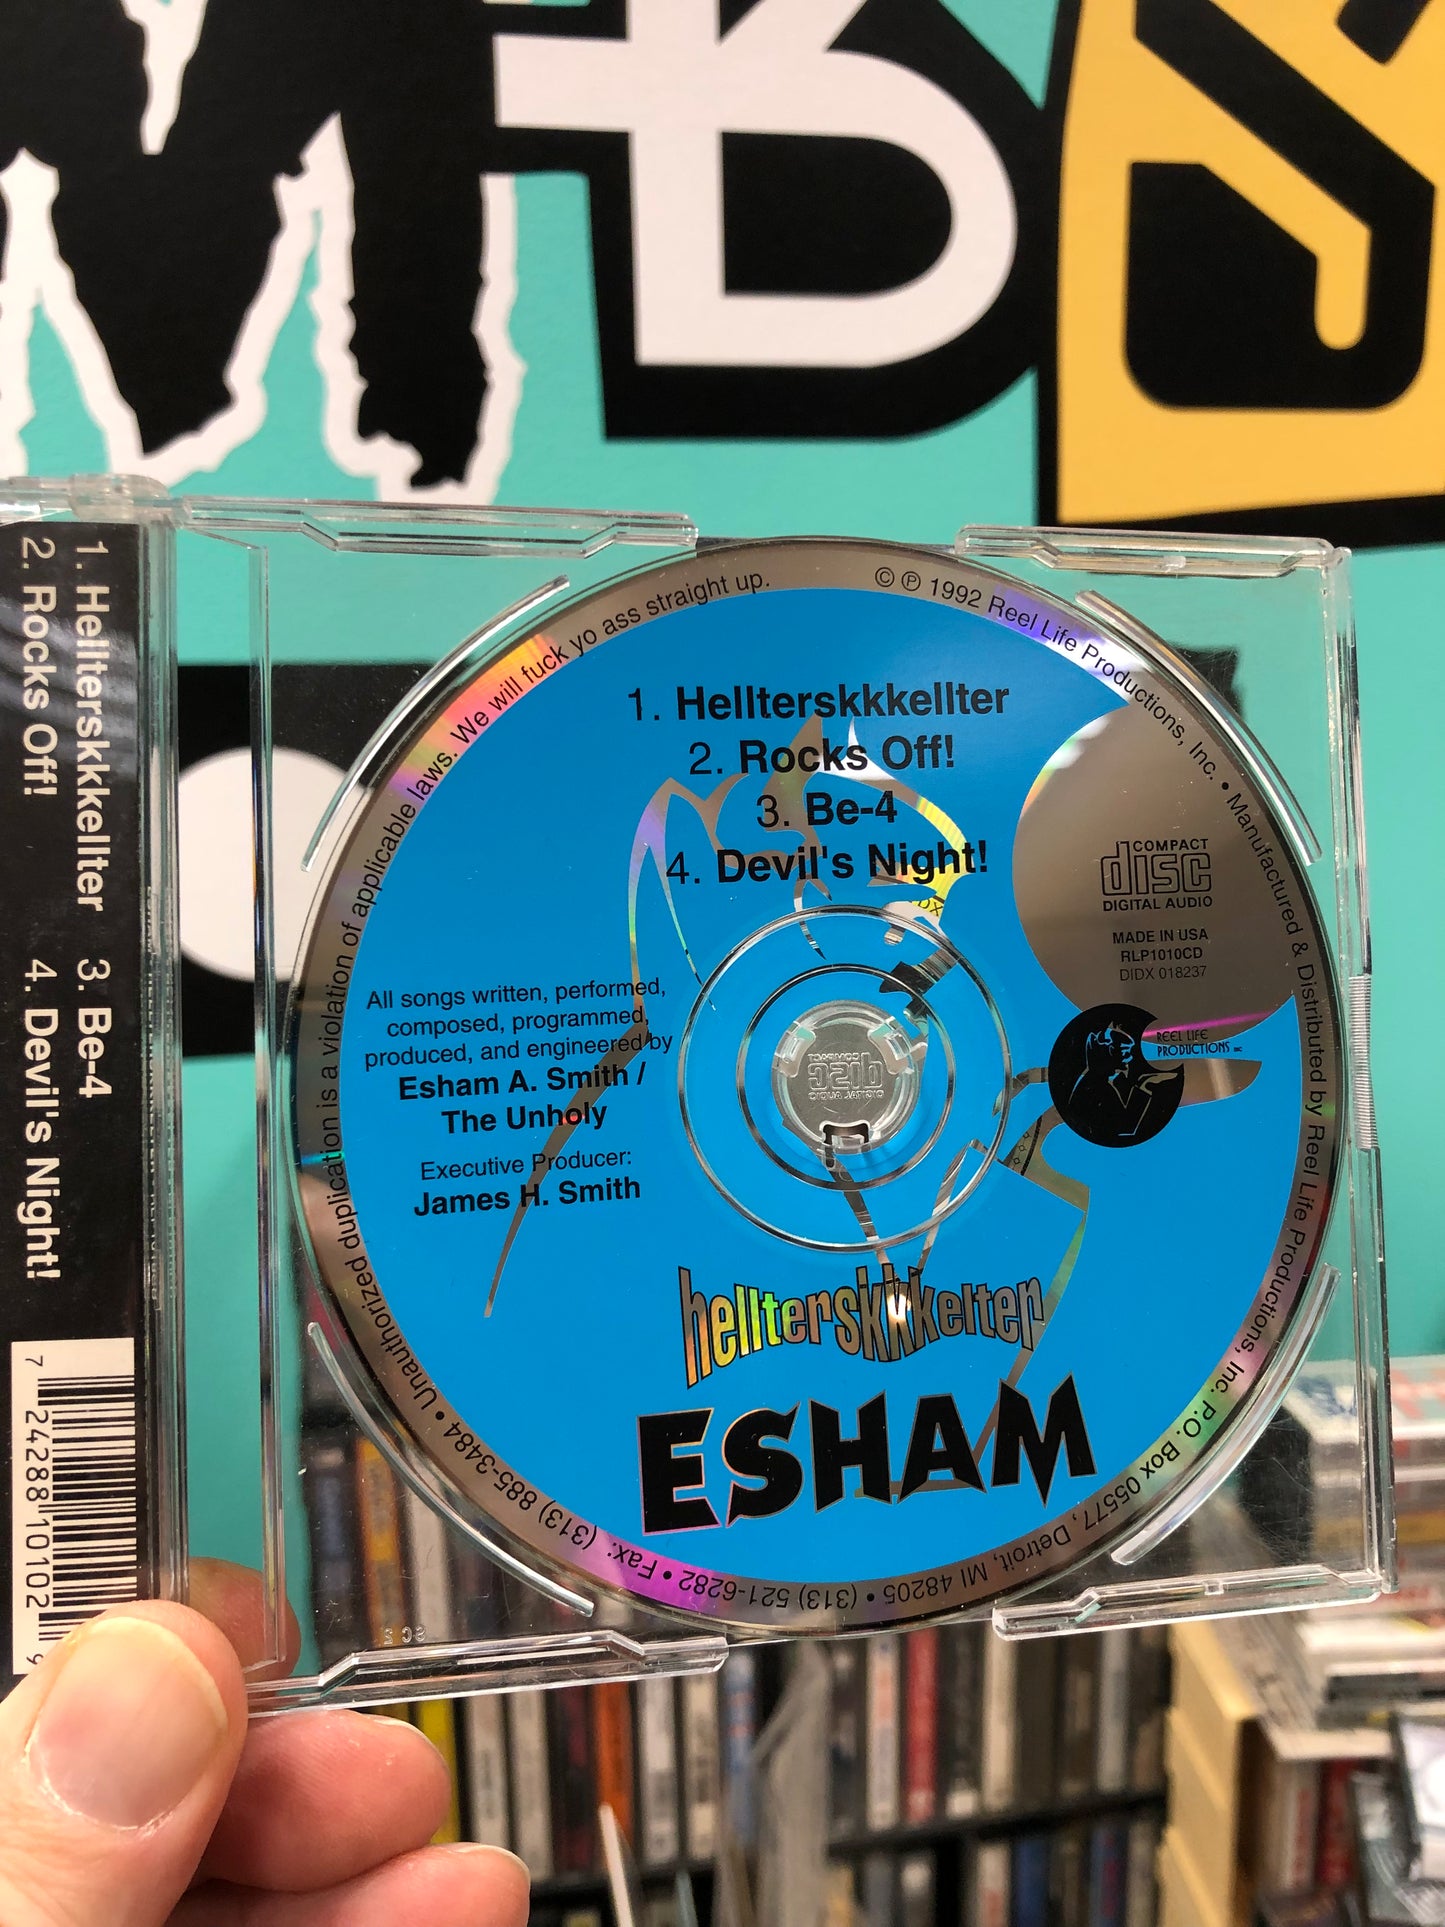 1. Hellterskkkellter 3. Be-4
2. Rocks Off! 4. Devil's Night!
7 24288 10102 9
1. Hellterskkkellter
2. Rocks Off!
3. Be-4
4. Devil's Night!
All songs written, performed,
composed, programmed,
produced, and engineered by
Esham A. Smith /
The Unholy
Executive Producer:
James H. Smith
COMPACT
disc
DIGITAL AUDIO
MADE IN USA
RLP1010CD
DIDX 018237
REEL LIFE
PRODUCTIONS INC
hellterskkkelter
ESHAM
© ℗ 1992 Reel Life Productions, Inc. • Manufactured & Distributed by Reel Life Productions, Inc. P.O. Box 05577, Detroit, MI 48205 • (313) 521-6282 • Fax: (313) 885-3484 • Unauthorized duplication is a violation of applicable laws. We will fuck yo ass straight up.
COMPACT
disc
DIGITAL AUDIO